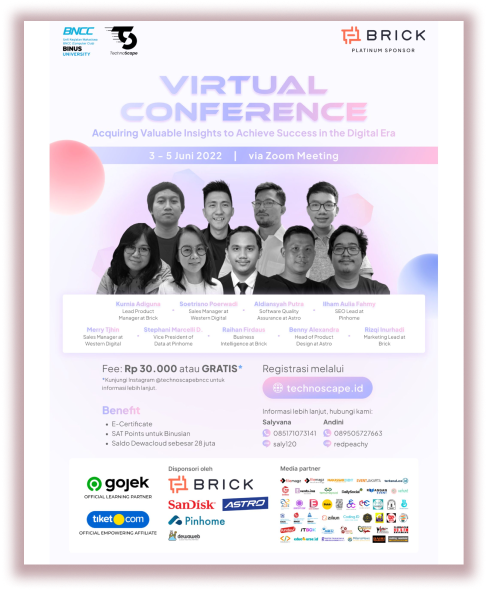 BNCC
BINUS
UNIVERSITY
TechnoScape
BRICK
PLATINUM SPONSOR
VIRTUAL
CONFERENCE
Acquiring Valuable Insights to Achieve Success in the Digital Era
3 - 5 Juni 2022 | via Zoom Meeting
Kurnia Adiguna
Lead Product
Manager at Brick
Soetrisno Poerwadi
Sales Manager at
Western Digital
Aldiansyah Putra
Software Quality
Assurance at Astro
Ilham Aulia Fahmy
SEO Lead at
Pinhome
Merry Tjhin
Sales Manager at
Western Digital
Stephani Marcelli D.
Vice President of
Data at Pinhome
Raihan Firdaus
Business
Intelligence at Brick
Benny Alexandra
Head of Product
Design at Astro
Rizqi Inurhadi
Marketing Lead at
Brick
Fee: Rp 30.000 atau GRATIS*
*Kunjungi Instagram @technoscapebncc untuk
informasi lebih lanjut.
Benefit
• E-Certificate
• SAT Points untuk Binusian
• Saldo Dewacloud sebesar 28 juta
Registrasi melalui
technoscape.id
Informasi lebih lanjut, hubungi kami:
Salyvana
085171073141
saly120
Andini
089505727663
redpeachy
gojek
OFFICIAL LEARNING PARTNER
tiket.com
OFFICIAL EMPOWERING AFFILIATE
Disponsori oleh
BRICK
SanDisk
ASTRO
Pinhome
dewaweb
Media partner